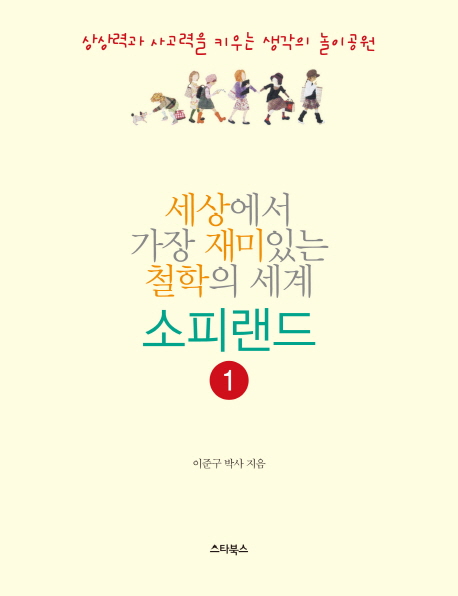 상상력과 사고력을 키우는 생각의 놀이공원
세상에서
가장 재미있는
철학의 세계
소피랜드
1
이준구 박사 지음
스타북스